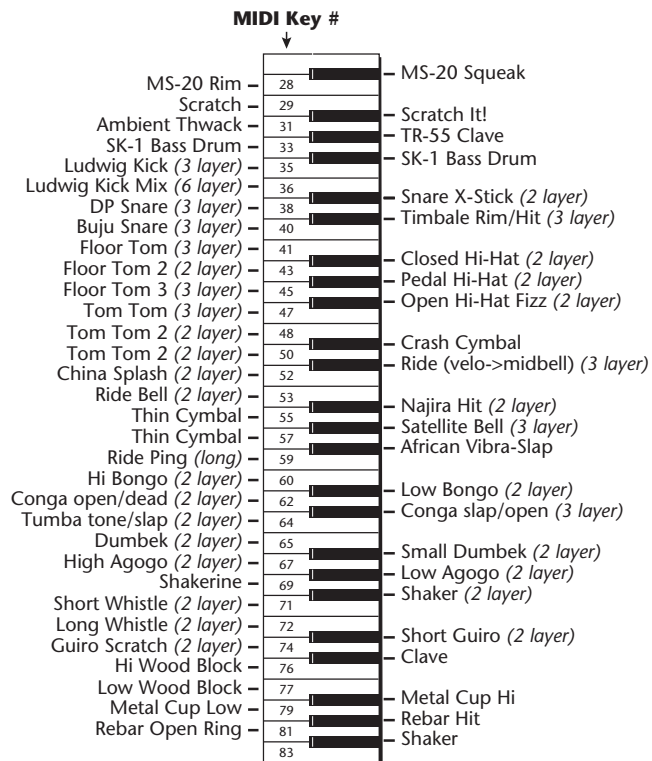 MIDI Key #
MS-20 Squeak
MS-20 Rim – 28
Scratch – 29
Scratch It!
Ambient Thwack – 31
TR-55 Clave
SK-1 Bass Drum – 33
SK-1 Bass Drum
Ludwig Kick (3 layer) – 35
Ludwig Kick Mix (6 layer) – 36
Snare X-Stick (2 layer)
DP Snare (3 layer) – 38
Timbale Rim/Hit (3 layer)
Buju Snare (3 layer) – 40
Floor Tom (3 layer) – 41
Closed Hi-Hat (2 layer)
Floor Tom 2 (2 layer) – 43
Pedal Hi-Hat (2 layer)
Floor Tom 3 (3 layer) – 45
Open Hi-Hat Fizz (2 layer)
Tom Tom (3 layer) – 47
Tom Tom 2 (2 layer) – 48
Crash Cymbal
Tom Tom 2 (2 layer) – 50
Ride (velo->midbell) (3 layer)
China Splash (2 layer) – 52
Ride Bell (2 layer) – 53
Najira Hit (2 layer)
Thin Cymbal – 55
Satellite Bell (3 layer)
Thin Cymbal – 57
African Vibra-Slap
Ride Ping (long) – 59
Hi Bongo (2 layer) – 60
Low Bongo (2 layer)
Conga open/dead (2 layer) – 62
Conga slap/open (3 layer)
Tumba tone/slap (2 layer) – 64
Dumbek (2 layer) – 65
Small Dumbek (2 layer)
High Agogo (2 layer) – 67
Low Agogo (2 layer)
Shakerine – 69
Shaker (2 layer)
Short Whistle (2 layer) – 71
Long Whistle (2 layer) – 72
Short Guiro (2 layer)
Guiro Scratch (2 layer) – 74
Clave
Hi Wood Block – 76
Low Wood Block – 77
Metal Cup Hi
Metal Cup Low – 79
Rebar Hit
Rebar Open Ring – 81
Shaker
83